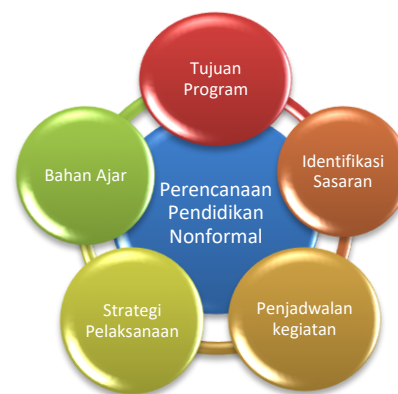 Tujuan
Program
Identifikasi
Sasaran
Penjadwalan
kegiatan
Strategi
Pelaksanaan
Bahan Ajar
Perencanaan
Pendidikan
Nonformal